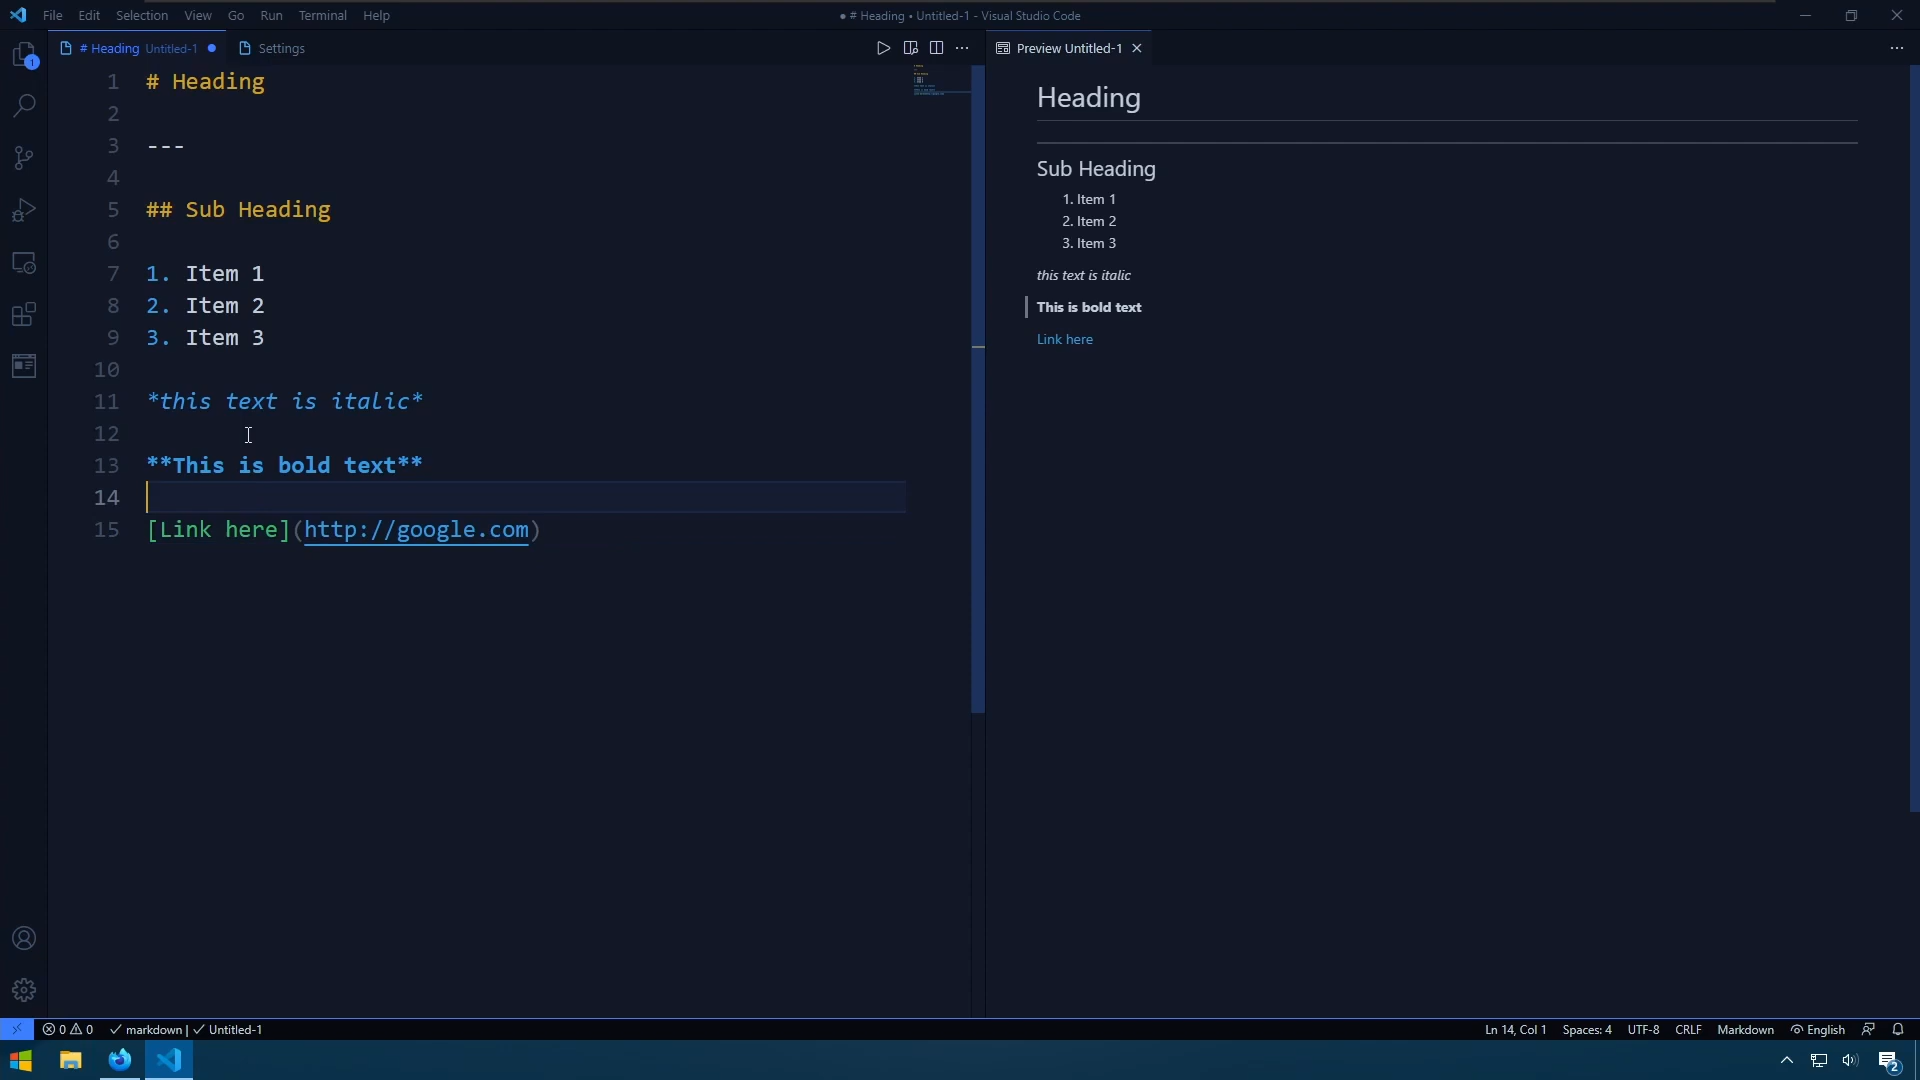 File Edit Selection View Go Run Terminal Help
● # Heading • Untitled-1 - Visual Studio Code
1
# Heading Untitled-1 ●
Settings
Preview Untitled-1
1 # Heading
2
3 ---
4
5 ## Sub Heading
6
7 1. Item 1
8 2. Item 2
9 3. Item 3
10
11 *this text is italic*
12
13 **This is bold text**
14
15 [Link here](http://google.com)
Heading
Sub Heading
1. Item 1
2. Item 2
3. Item 3
this text is italic
This is bold text
Link here
0 0 markdown | Untitled-1
Ln 14, Col 1 Spaces: 4 UTF-8 CRLF Markdown English
2